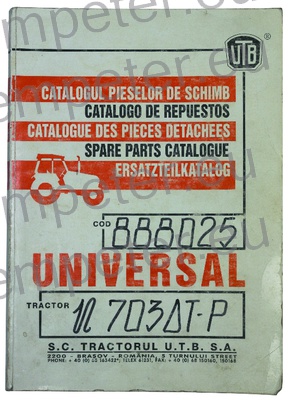 UTB
®
CATALOGUL PIESELOR DE SCHIMB
CATALOGO DE REPUESTOS
CATALOGUE DES PIECES DETACHEES
SPARE PARTS CATALOGUE
ERSATZTEILKATALOG
COD 888025
UNIVERSAL
TRACTOR U 703DT-P
S.C. TRACTORUL U.T.B. S.A.
2200 - BRASOV - ROMÂNIA, 5 TURNULUI STREET